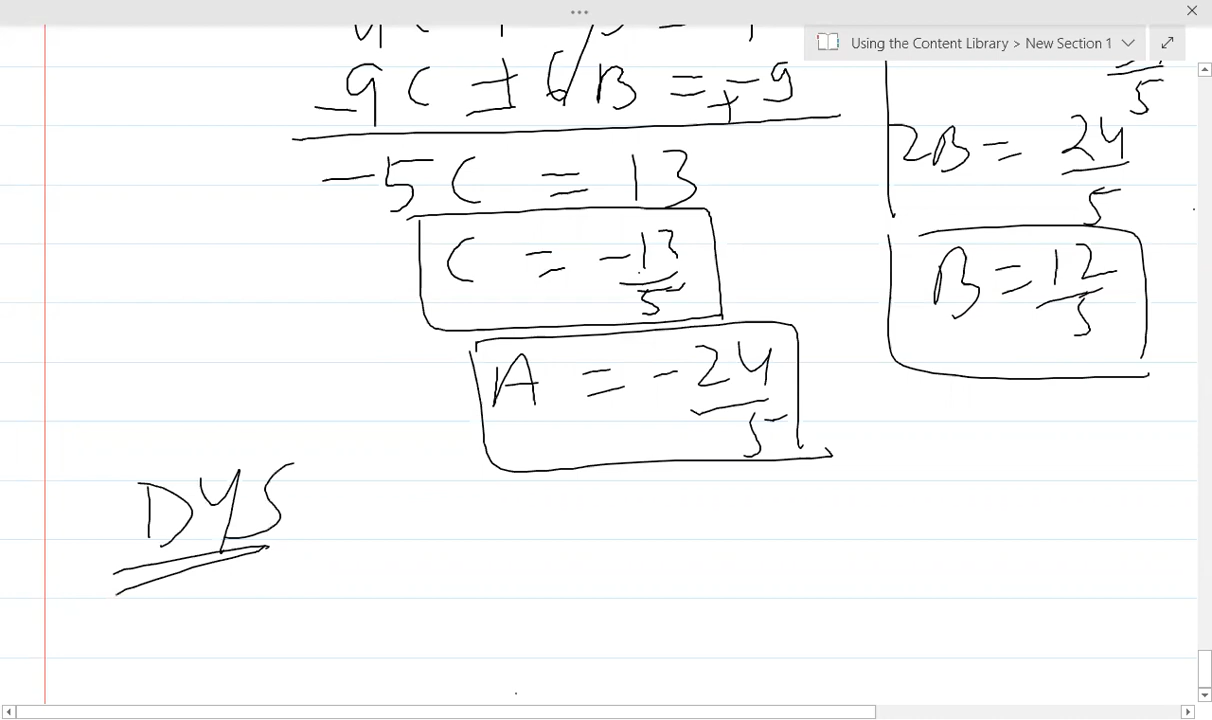 Using the Content Library > New Section 1
-9C ± 6B = ∓9
-5C = 13
C = -13/5
A = -24/5
5
2B = 24/5
B = 12/5
DYS